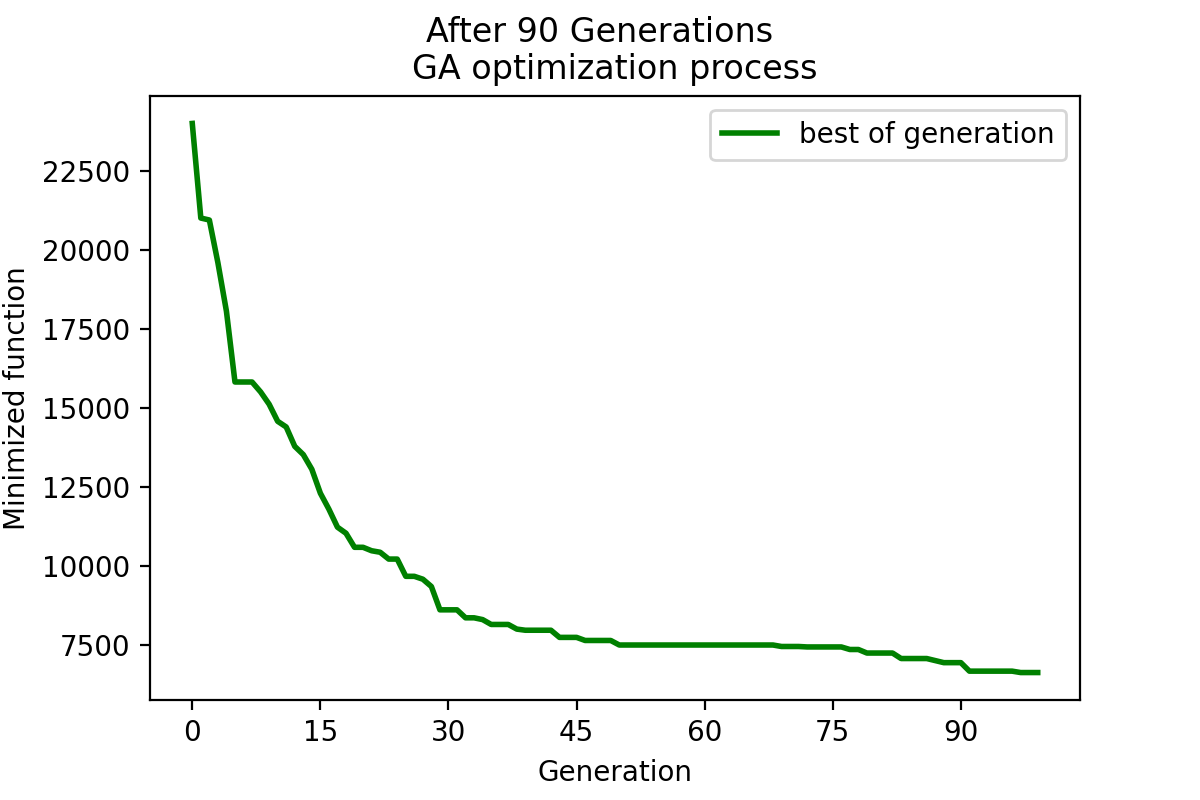 After 90 Generations
GA optimization process
best of generation
Minimized function
22500
20000
17500
15000
12500
10000
7500
0 15 30 45 60 75 90
Generation